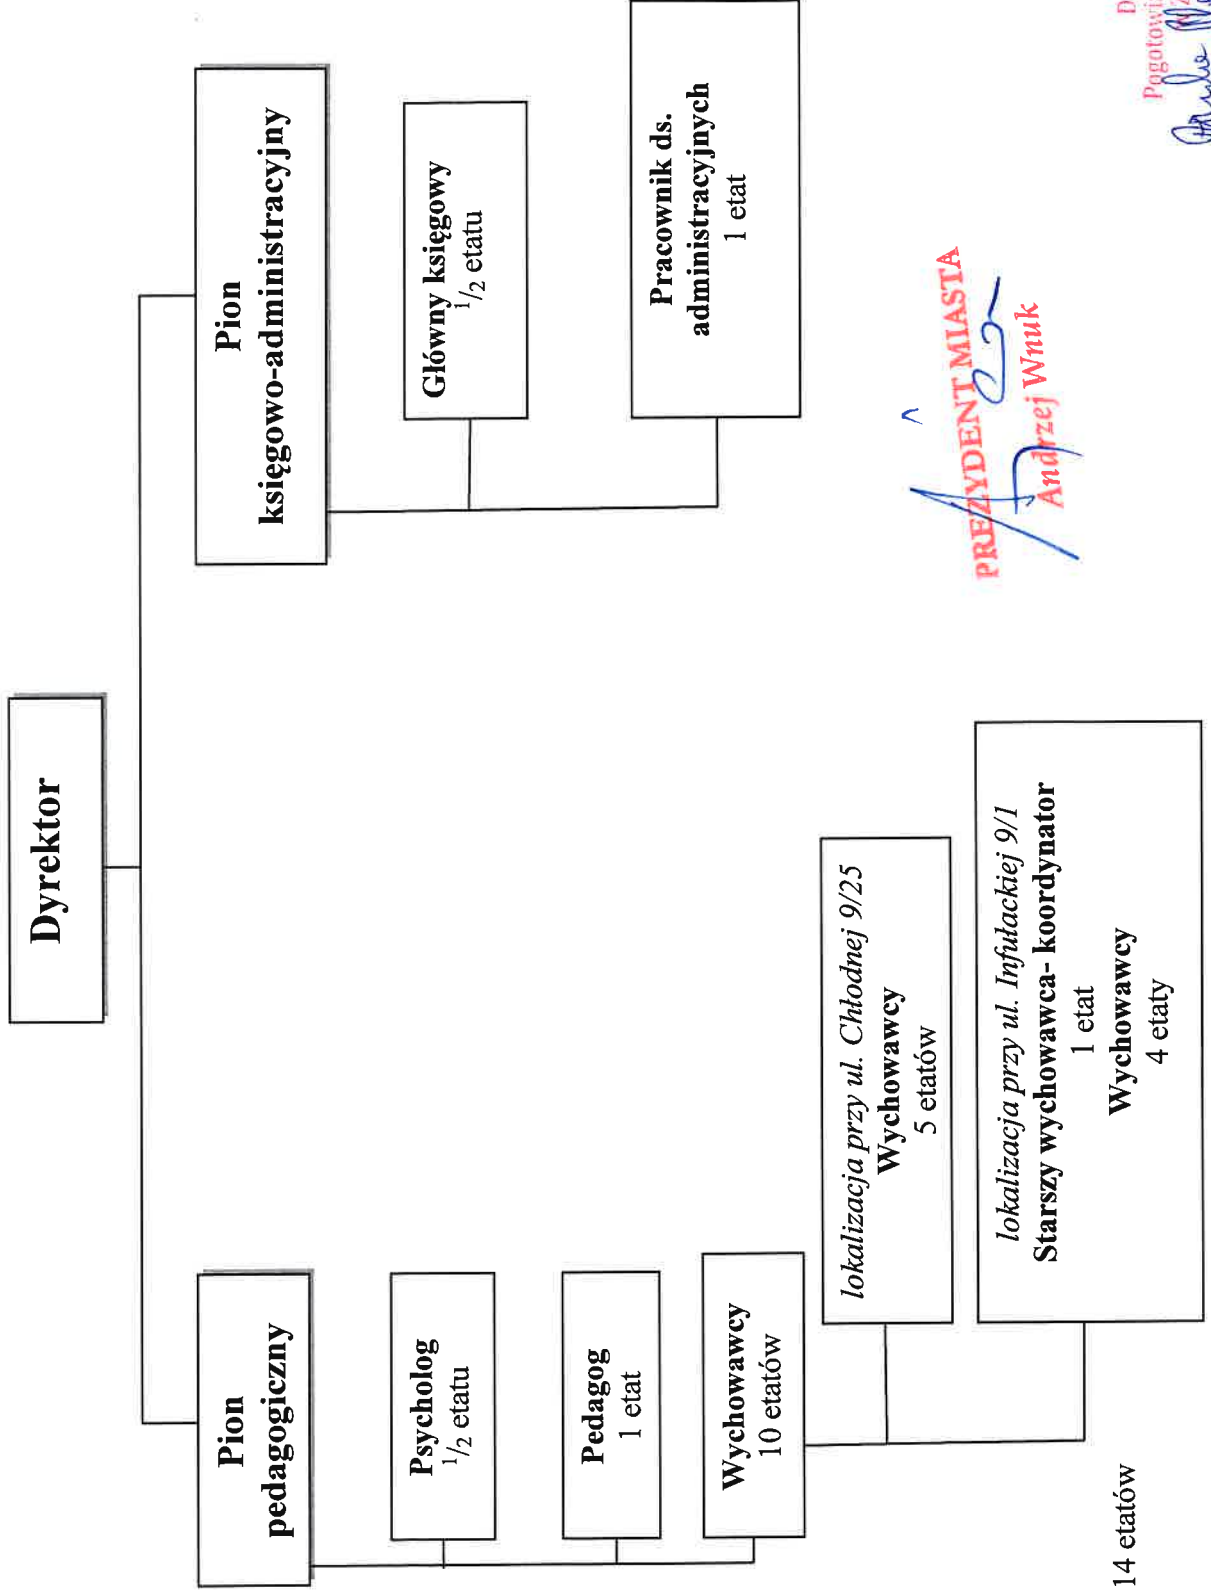 Dyrektor
Pion
pedagogiczny
Psycholog
1/2 etatu
Pedagog
1 etat
Wychowawcy
10 etatów
lokalizacja przy ul. Chłodnej 9/25
Wychowawcy
5 etatów
lokalizacja przy ul. Infułackiej 9/1
Starszy wychowawca- koordynator
1 etat
Wychowawcy
4 etaty
14 etatów
Pion
księgowo-administracyjny
Główny księgowy
1/2 etatu
Pracownik ds.
administracyjnych
1 etat
PREZYDENT MIASTA
Andrzej Wnuk